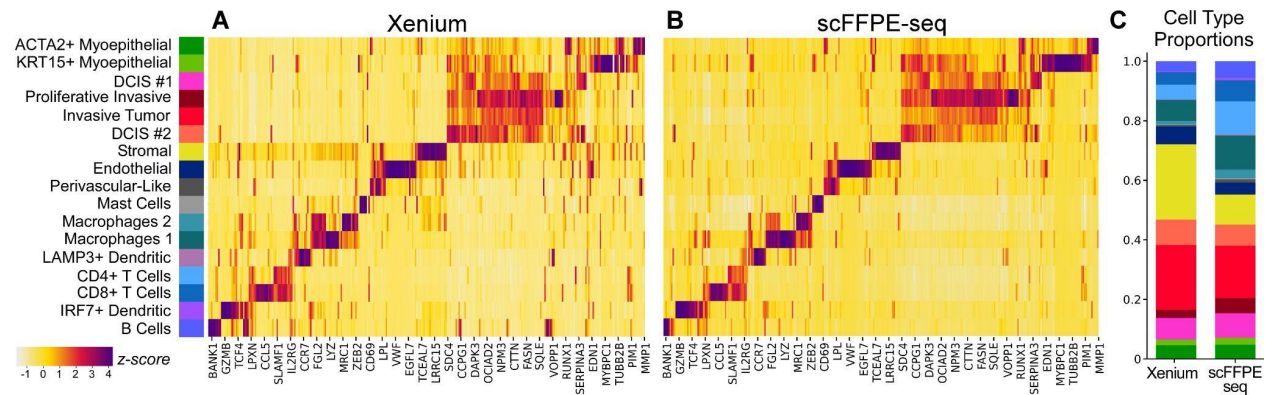 A
Xenium
B
scFFPE-seq
C
Cell Type
Proportions
ACTA2+ Myoepithelial
KRT15+ Myoepithelial
DCIS #1
Proliferative Invasive
Invasive Tumor
DCIS #2
Stromal
Endothelial
Perivascular-Like
Mast Cells
Macrophages 2
Macrophages 1
LAMP3+ Dendritic
CD4+ T Cells
CD8+ T Cells
IRF7+ Dendritic
B Cells
z-score
-1 0 1 2 3 4
BANK1
GZMB
TCF4
LPXN
CCL5
SLAMF1
IL2RG
CCR7
FGL2
LYZ
MRC1
ZEB2
CD69
LPL
VWF
EGFL7
TCEAL7
LRRC15
SDC4
CCPG1
DAPK3
OCIAD2
NPM3
CTTN
FASN
SQLE
VOPP1
RUNX1
SERPINA3
EDN1
MYBPC1
TUBB2B
PIM1
MMP1
BANK1
GZMB
TCF4
LPXN
CCL5
SLAMF1
IL2RG
CCR7
FGL2
LYZ
MRC1
ZEB2
CD69
LPL
VWF
EGFL7
TCEAL7
LRRC15
SDC4
CCPG1
DAPK3
OCIAD2
NPM3
CTTN
FASN
SQLE
VOPP1
RUNX1
SERPINA3
EDN1
MYBPC1
TUBB2B
PIM1
MMP1
1.0
0.8
0.6
0.4
0.2
0
Xenium
scFFPE
seq